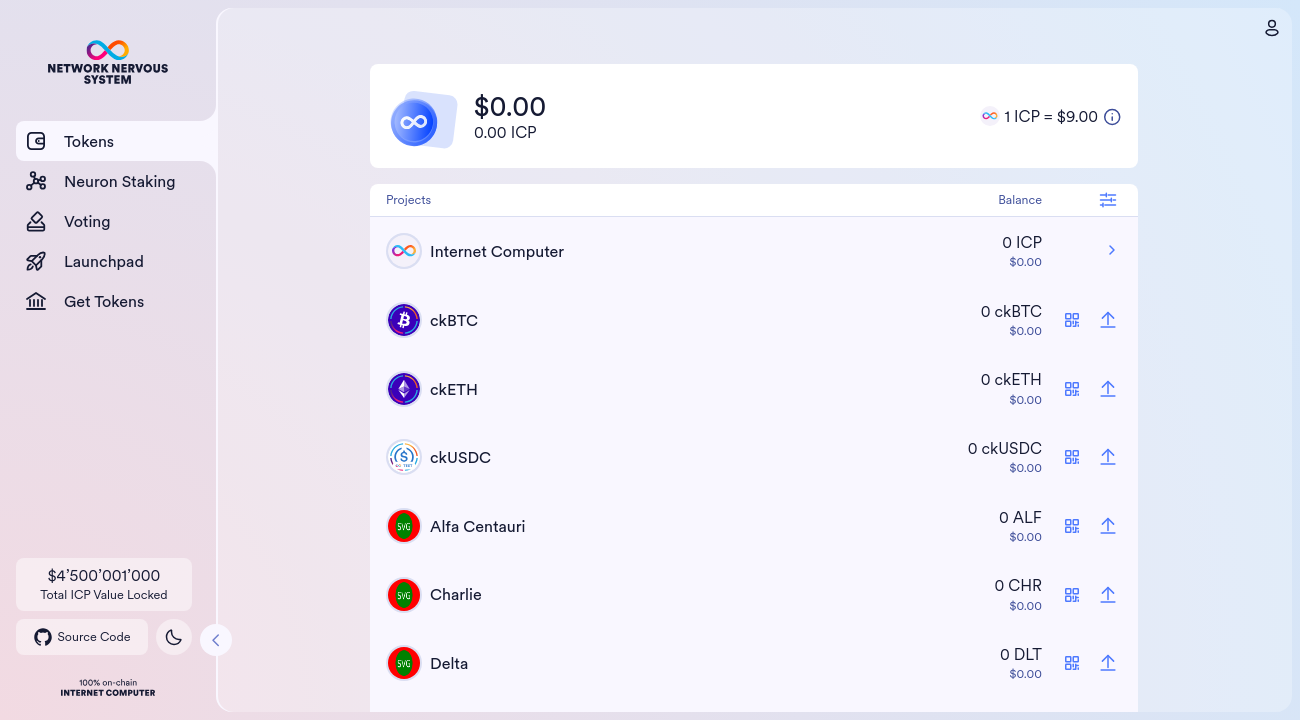 NETWORK NERVOUS
SYSTEM
Tokens
Neuron Staking
Voting
Launchpad
Get Tokens
$4’500’001’000
Total ICP Value Locked
Source Code
100% on-chain
INTERNET COMPUTER
$0.00
0.00 ICP
1 ICP = $9.00
Projects Balance
Internet Computer 0 ICP
$0.00
ckBTC 0 ckBTC
$0.00
ckETH 0 ckETH
$0.00
ckUSDC 0 ckUSDC
$0.00
SVG Alfa Centauri 0 ALF
$0.00
SVG Charlie 0 CHR
$0.00
SVG Delta 0 DLT
$0.00